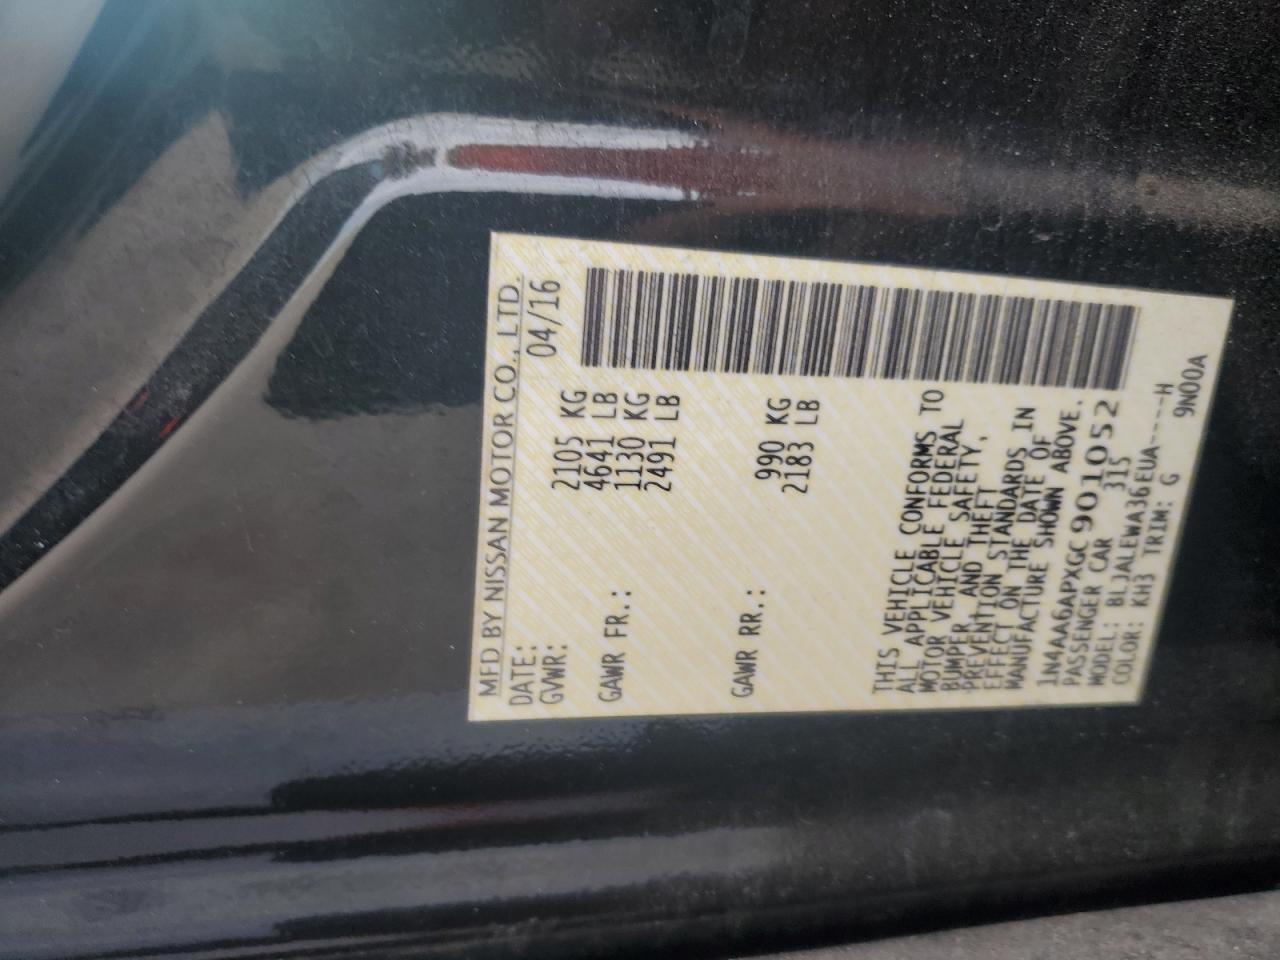 MFD BY NISSAN MOTOR CO., LTD.
DATE: 04/16
GVWR: 2105 KG
4641 LB
GAWR FR.: 1130 KG
2491 LB
GAWR RR.: 990 KG
2183 LB
THIS VEHICLE CONFORMS TO
ALL APPLICABLE FEDERAL
MOTOR VEHICLE SAFETY,
BUMPER, AND THEFT
PREVENTION STANDARDS IN
EFFECT ON THE DATE OF
MANUFACTURE SHOWN ABOVE.
1N4AA6APXGC901052
PASSENGER CAR 31S
MODEL: BLJALEWA36EUA----H
COLOR: KH3 TRIM: G 9N00A